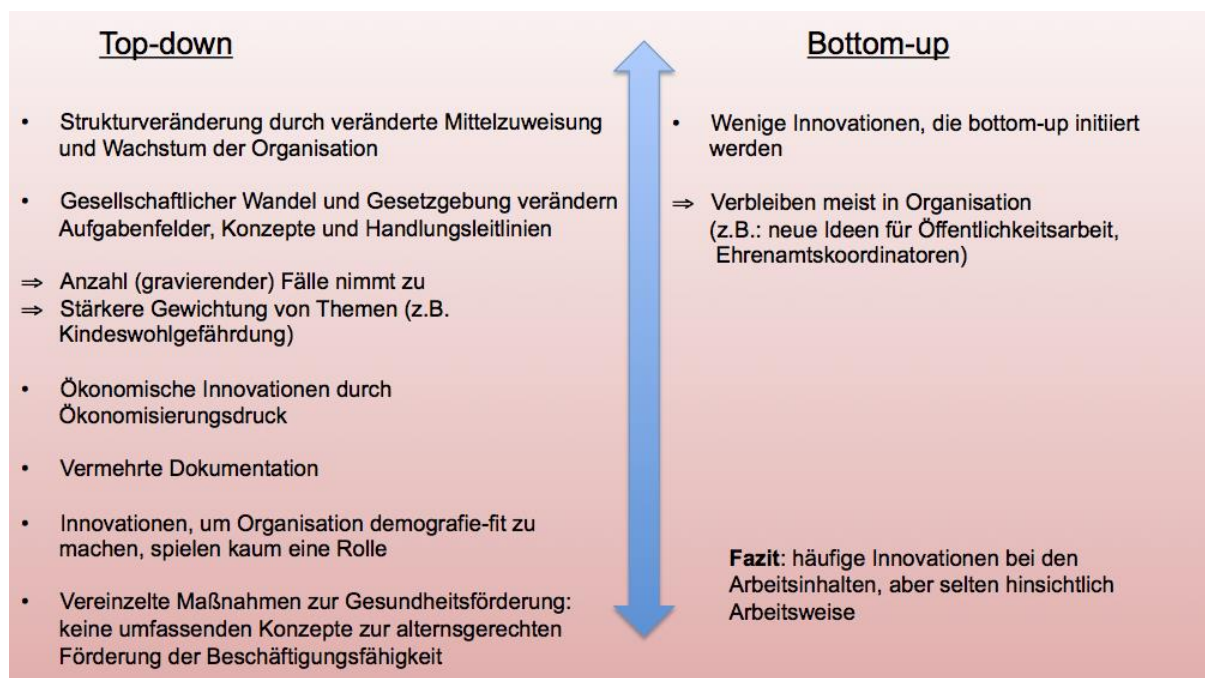 Top-down
• Strukturveränderung durch veränderte Mittelzuweisung
und Wachstum der Organisation
• Gesellschaftlicher Wandel und Gesetzgebung verändern
Aufgabenfelder, Konzepte und Handlungsleitlinien
⇒ Anzahl (gravierender) Fälle nimmt zu
⇒ Stärkere Gewichtung von Themen (z.B.
Kindeswohlgefährdung)
• Ökonomische Innovationen durch
Ökonomisierungsdruck
• Vermehrte Dokumentation
• Innovationen, um Organisation demografie-fit zu
machen, spielen kaum eine Rolle
• Vereinzelte Maßnahmen zur Gesundheitsförderung:
keine umfassenden Konzepte zur alternsgerechten
Förderung der Beschäftigungsfähigkeit
Bottom-up
• Wenige Innovationen, die bottom-up initiiert
werden
⇒ Verbleiben meist in Organisation
(z.B.: neue Ideen für Öffentlichkeitsarbeit,
Ehrenamtskoordinatoren)
Fazit: häufige Innovationen bei den
Arbeitsinhalten, aber selten hinsichtlich
Arbeitsweise